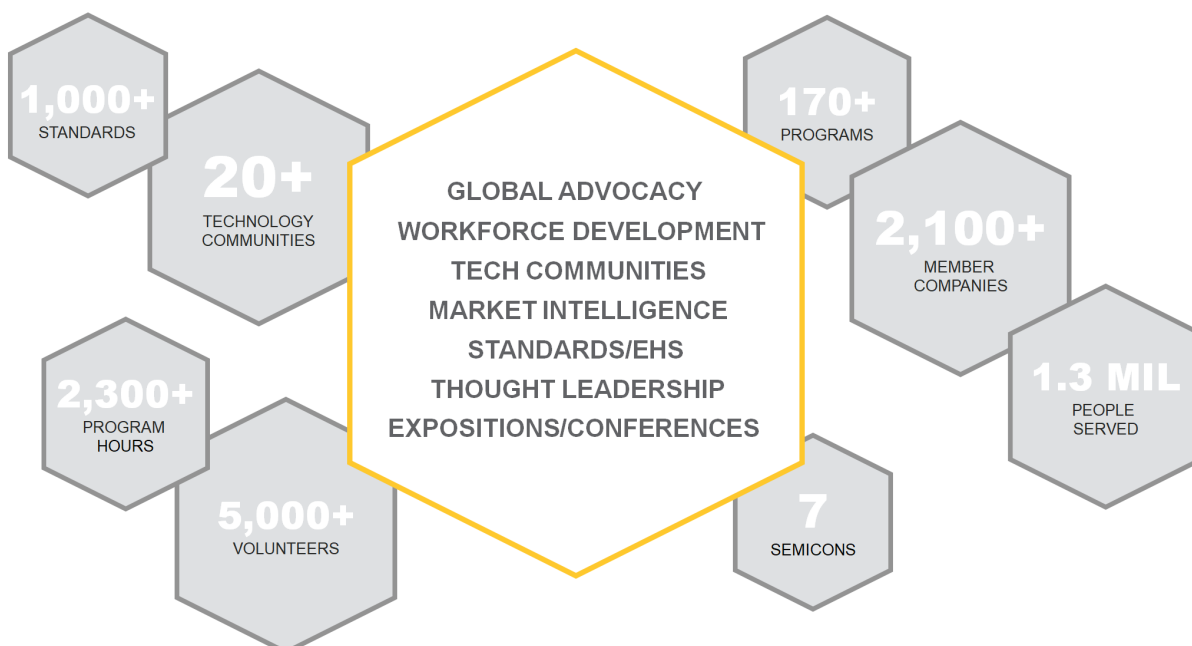 1,000+
STANDARDS
20+
TECHNOLOGY
COMMUNITIES
2,300+
PROGRAM
HOURS
5,000+
VOLUNTEERS
GLOBAL ADVOCACY
WORKFORCE DEVELOPMENT
TECH COMMUNITIES
MARKET INTELLIGENCE
STANDARDS/EHS
THOUGHT LEADERSHIP
EXPOSITIONS/CONFERENCES
170+
PROGRAMS
2,100+
MEMBER
COMPANIES
1.3 MIL
PEOPLE
SERVED
7
SEMICONS